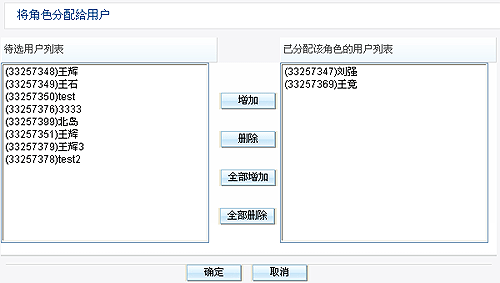 将角色分配给用户
待选用户列表
已分配该角色的用户列表
(33257348)王辉
(33257349)王石
(33257350)test
(33257376)3333
(33257399)北岛
(33257351)王辉
(33257379)王辉3
(33257378)test2
增加
删除
全部增加
全部删除
(33257347)刘强
(33257369)王竞
确定
取消